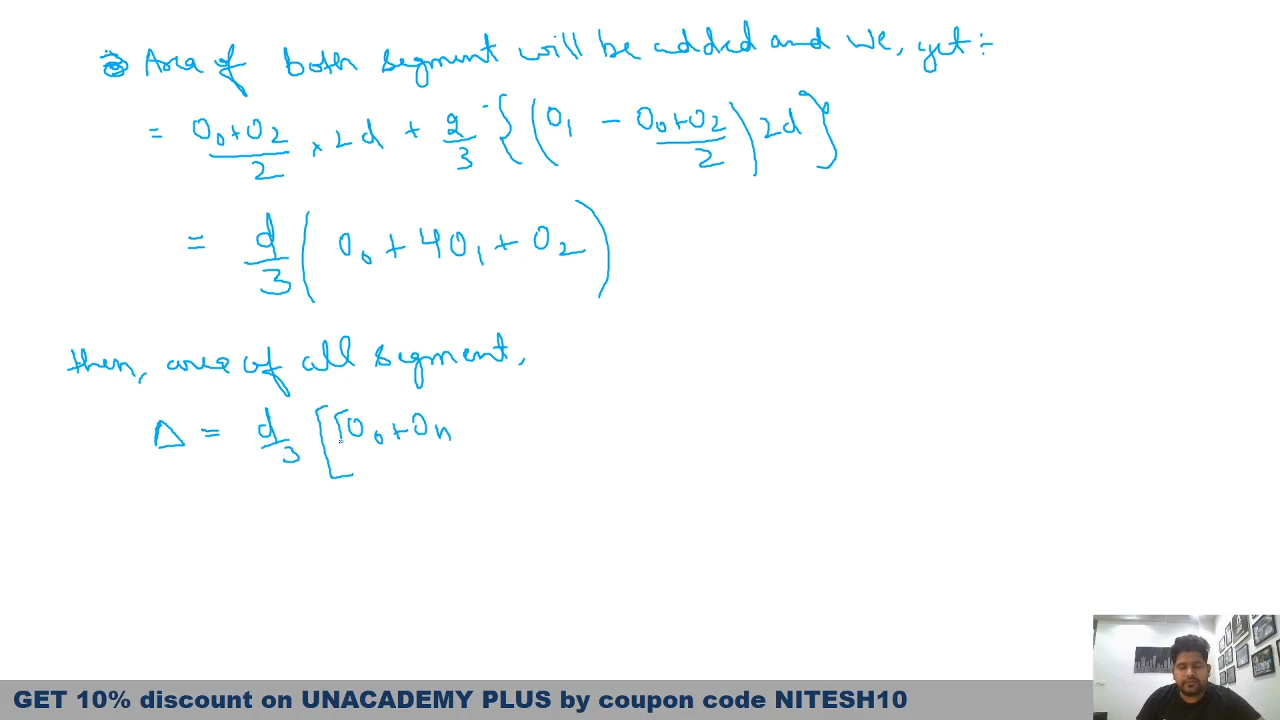 Area of both segment will be added and we, get :-
= O₀+O₂/2 × 2d + 2/3 { (O₁ - O₀+O₂/2) 2d }
= d/3 ( O₀ + 4O₁ + O₂ )
then, area of all segment,
Δ = d/3 [ [O₀+Oₙ
GET 10% discount on UNACADEMY PLUS by coupon code NITESH10